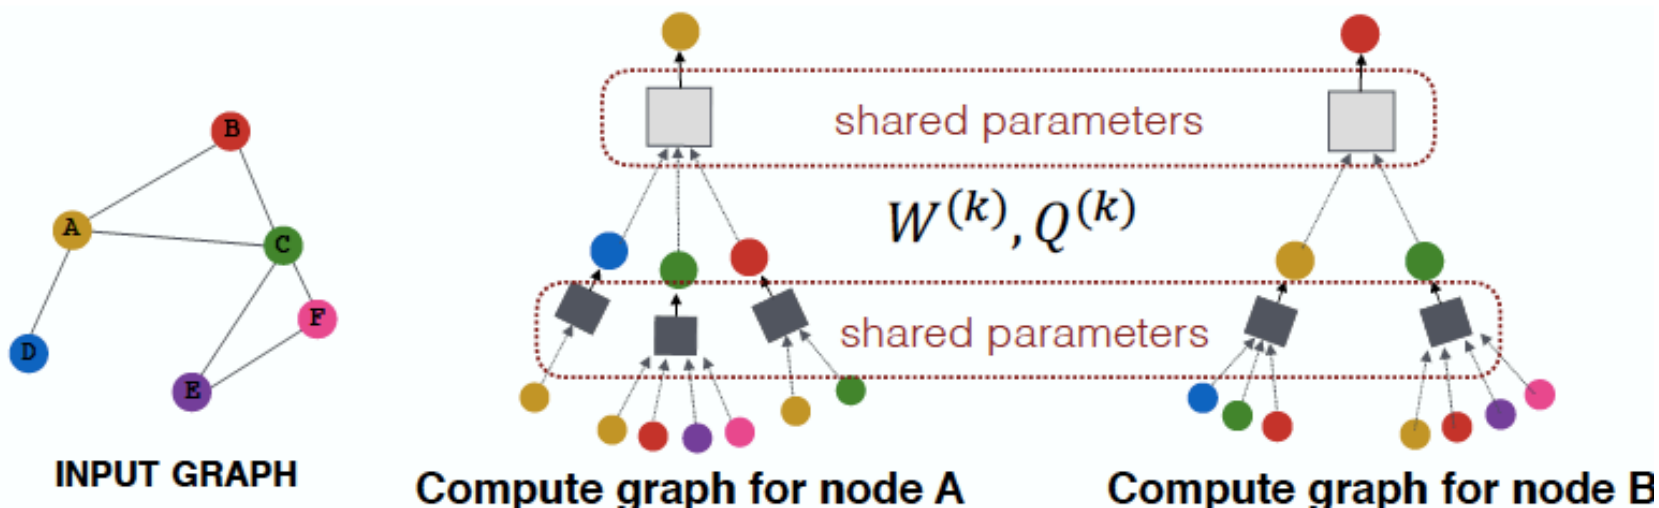 B
A
C
F
D
E
INPUT GRAPH
shared parameters
W^{(k)}, Q^{(k)}
shared parameters
Compute graph for node A
Compute graph for node B